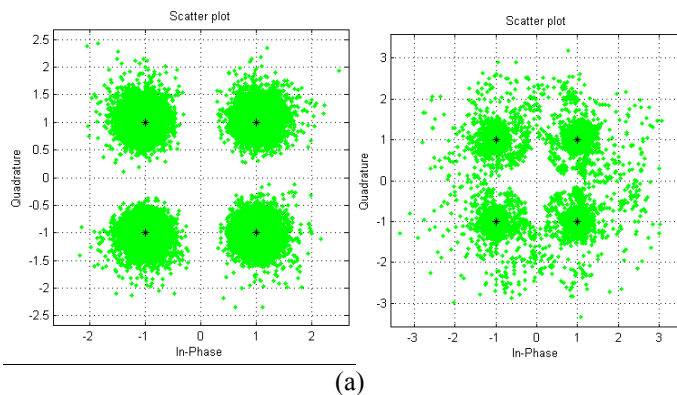 Scatter plot
2.5
2
1.5
1
0.5
0
-0.5
-1
-1.5
-2
-2.5
Quadrature
-2 -1 0 1 2
In-Phase
Scatter plot
3
2
1
0
-1
-2
-3
Quadrature
-3 -2 -1 0 1 2 3
In-Phase
(a)